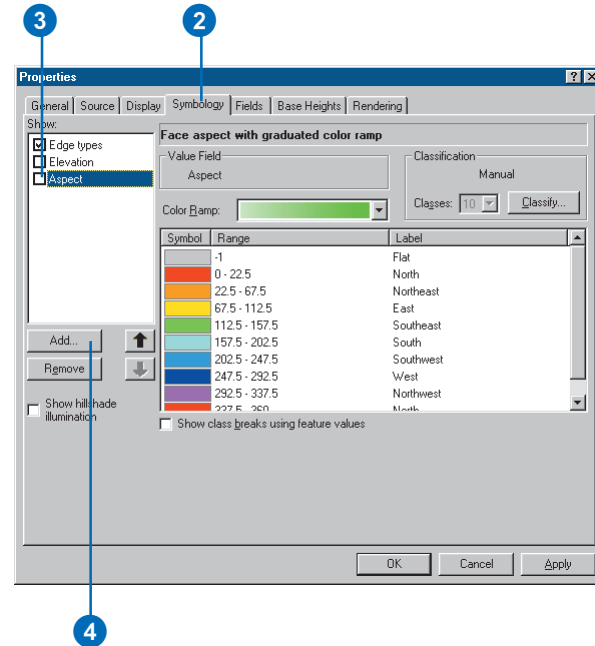 3 2
Properties
General Source Display Symbology Fields Base Heights Rendering
Show:
Edge types
Elevation
Aspect
Add...
Remove
Show hillshade
illumination
Face aspect with graduated color ramp
Value Field
Aspect
Classification
Manual
Color Ramp:
Classes: 10 Classify...
Symbol Range Label
-1 Flat
0 - 22.5 North
22.5 - 67.5 Northeast
67.5 - 112.5 East
112.5 - 157.5 Southeast
157.5 - 202.5 South
202.5 - 247.5 Southwest
247.5 - 292.5 West
292.5 - 337.5 Northwest
337.5 - 360 North
Show class breaks using feature values
OK Cancel Apply
4